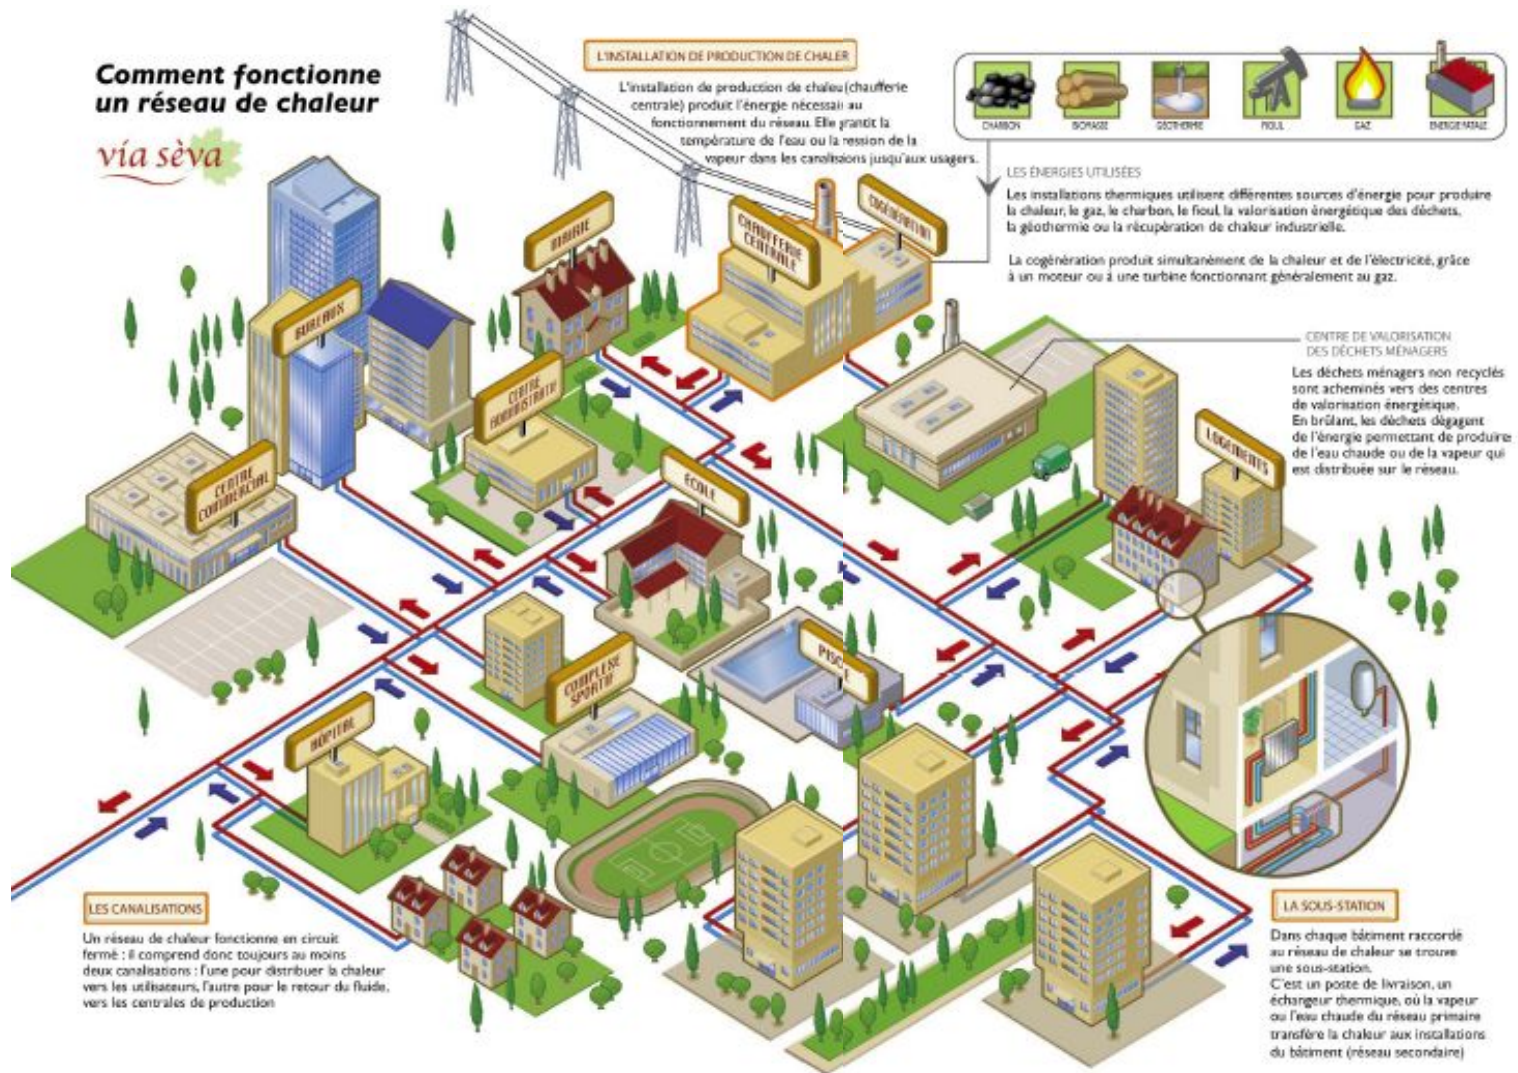 Comment fonctionne
un réseau de chaleur
via sèva
L'INSTALLATION DE PRODUCTION DE CHALER
L'installation de production de chaleu(chaufferie
centrale) produit l'énergie nécessaii au
fonctionnement du réseau. Elle grantit la
température de l'eau ou la ression de la
vapeur dans les canalisaions jusqu'aux usagers.
CHARBON
BIOMASSE
GÉOTHERMIE
FIOUL
GAZ
ENERGIE FATALE
LES ÉNERGIES UTILISÉES
Les installations thermiques utilisent différentes sources d'énergie pour produire
la chaleur, le gaz, le charbon, le fioul, la valorisation énergétique des déchets,
la géothermie ou la récupération de chaleur industrielle.
La cogénération produit simultanément de la chaleur et de l'électricité, grâce
à un moteur ou à une turbine fonctionnant généralement au gaz.
CENTRE DE VALORISATION
DES DÉCHETS MÉNAGERS
Les déchets ménagers non recyclés
sont acheminés vers des centres
de valorisation énergétique.
En brûlant, les déchets dégagent
de l'énergie permettant de produire
de l'eau chaude ou de la vapeur qui
est distribuée sur le réseau.
MAIRIE
CHAUFFERIE
CENTRALE
COGÉNÉRATION
BUREAUX
CENTRE
ADMINISTRATIF
LOGEMENTS
CENTRE
COMMERCIAL
ECOLE
PISCE
COMPLEXE
SPORTIF
HÔPITAL
LES CANALISATIONS
Un réseau de chaleur fonctionne en circuit
fermé : il comprend donc toujours au moins
deux canalisations : l'une pour distribuer la chaleur
vers les utilisateurs, l'autre pour le retour du fluide,
vers les centrales de production
LA SOUS-STATION
Dans chaque bâtiment raccordé
au réseau de chaleur se trouve
une sous-station.
C'est un poste de livraison, un
échangeur thermique, où la vapeur
ou l'eau chaude du réseau primaire
transfère la chaleur aux installations
du bâtiment (réseau secondaire)